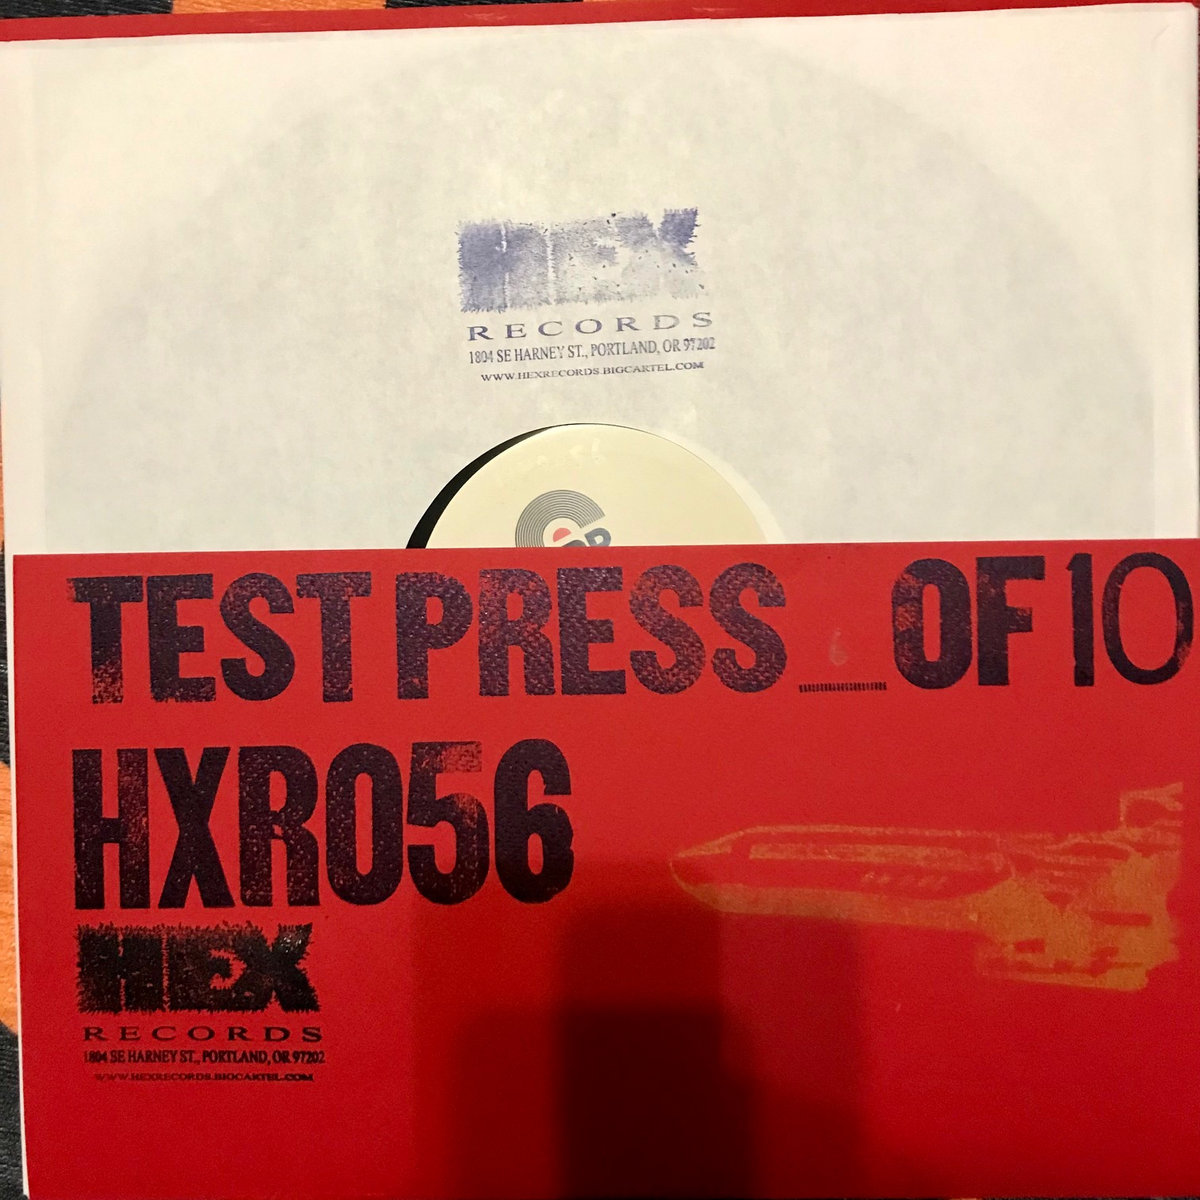 HEX
RECORDS
1804 SE HARNEY ST., PORTLAND, OR 97202
WWW.HEXRECORDS.BIGCARTEL.COM
TEST PRESS _ OF 10
HXR056
HEX
RECORDS
1804 SE HARNEY ST., PORTLAND, OR 97202
WWW.HEXRECORDS.BIGCARTEL.COM